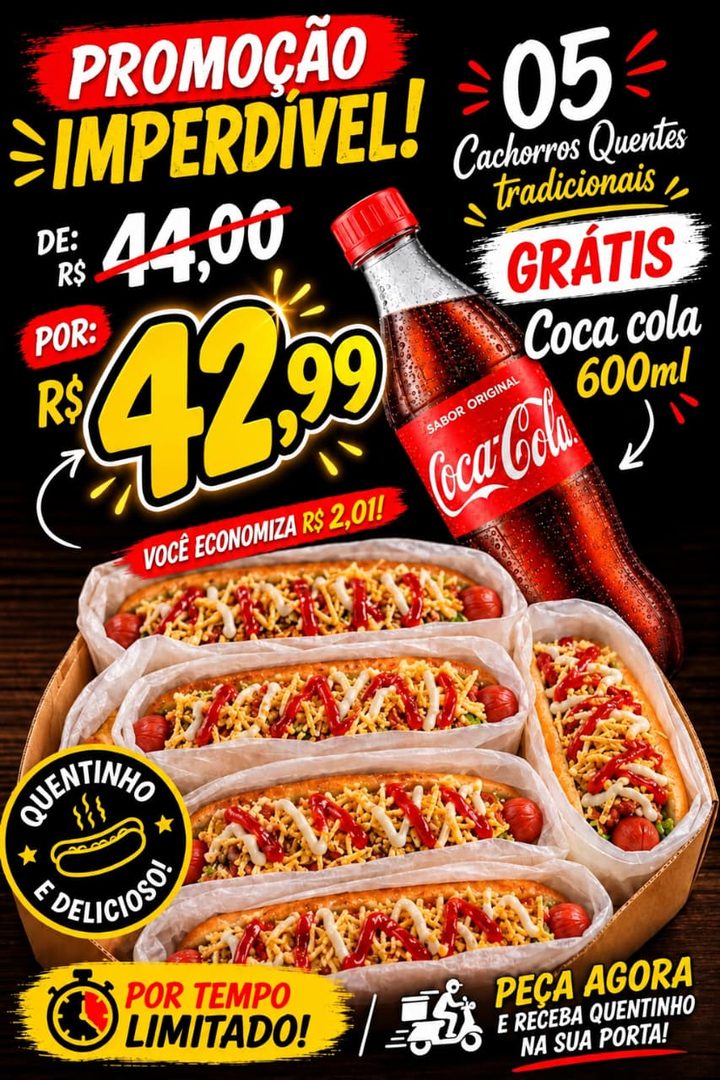 PROMOÇÃO
IMPERDÍVEL!
DE:
R$ 44,00
POR:
R$ 42,99
VOCÊ ECONOMIZA R$ 2,01!
05
Cachorros Quentes
tradicionais
GRÁTIS
Coca cola
600ml
SABOR ORIGINAL
Coca-Cola
QUENTINHO
E DELICIOSO!
POR TEMPO
LIMITADO!
PEÇA AGORA
E RECEBA QUENTINHO
NA SUA PORTA!